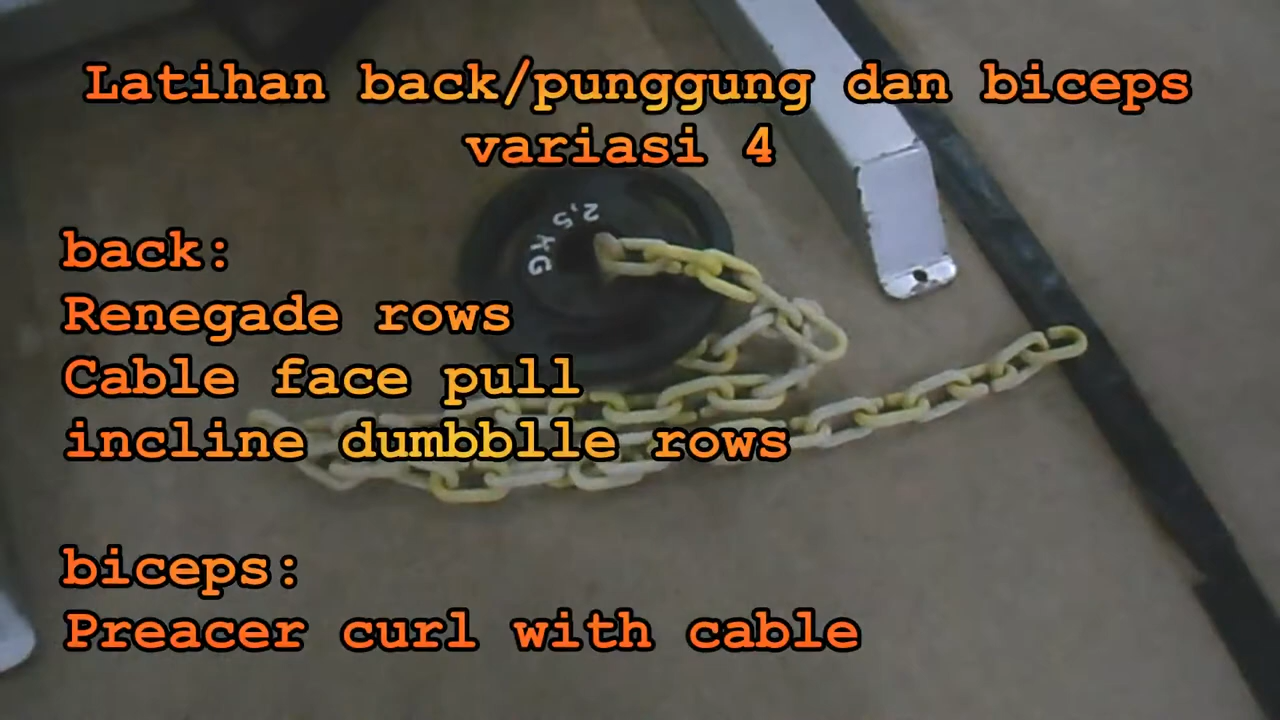 Latihan back/punggung dan biceps
variasi 4
2,5 KG
back:
Renegade rows
Cable face pull
incline dumbblle rows
biceps:
Preacer curl with cable